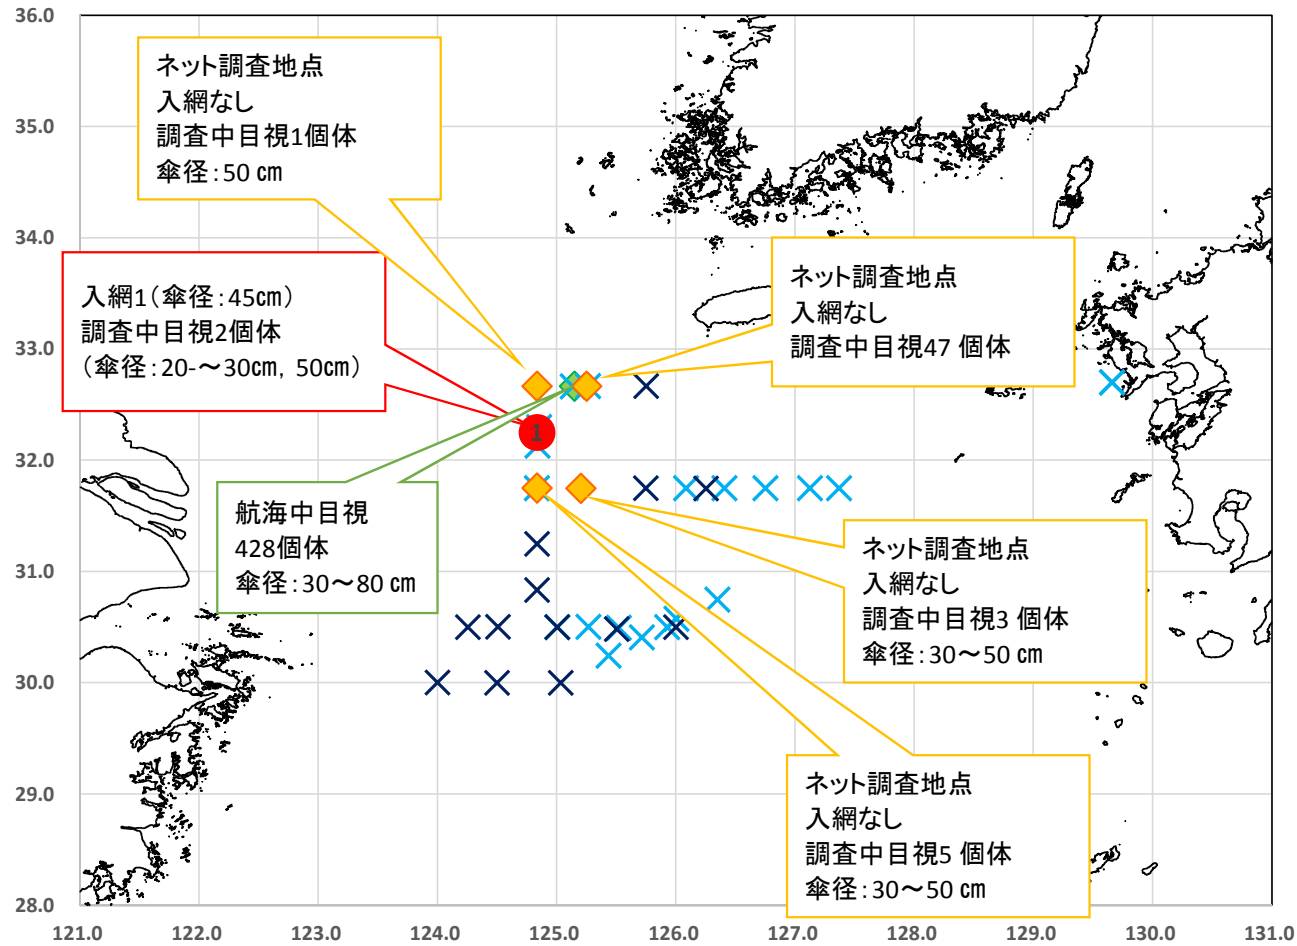 36.0
35.0
34.0
33.0
32.0
31.0
30.0
29.0
28.0
121.0 122.0 123.0 124.0 125.0 126.0 127.0 128.0 129.0 130.0 131.0
ネット調査地点
入網なし
調査中目視1個体
傘径:50 ㎝
入網1(傘径:45㎝)
調査中目視2個体
(傘径:20-~30㎝, 50㎝)
ネット調査地点
入網なし
調査中目視47 個体
1
航海中目視
428個体
傘径:30~80 ㎝
ネット調査地点
入網なし
調査中目視3 個体
傘径:30~50 ㎝
ネット調査地点
入網なし
調査中目視5 個体
傘径:30~50 ㎝